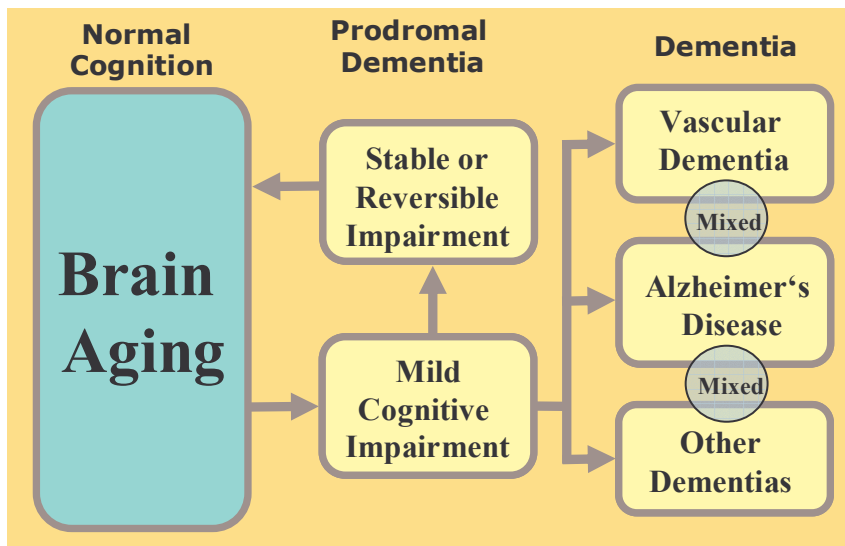 Normal
Cognition
Prodromal
Dementia
Dementia
Brain
Aging
Stable or
Reversible
Impairment
Mild
Cognitive
Impairment
Vascular
Dementia
Mixed
Alzheimer‘s
Disease
Mixed
Other
Dementias